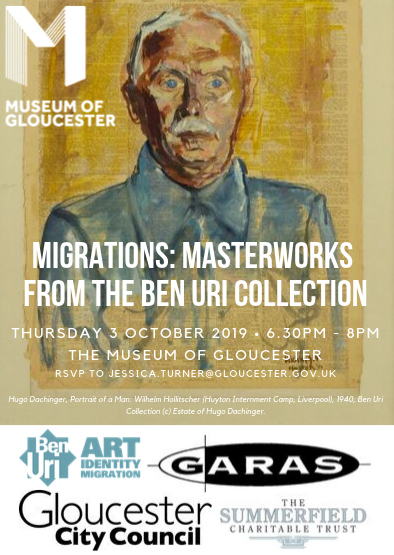 M
MUSEUM OF
GLOUCESTER
MIGRATIONS: MASTERWORKS
FROM THE BEN URI COLLECTION
THURSDAY 3 OCTOBER 2019 • 6.30PM - 8PM
THE MUSEUM OF GLOUCESTER
RSVP TO JESSICA.TURNER@GLOUCESTER.GOV.UK
Hugo Dachinger, Portrait of a Man: Wilhelm Hollitscher (Huyton Internment Camp, Liverpool), 1940, Ben Uri
Collection (c) Estate of Hugo Dachinger.
Ben Uri ART IDENTITY MIGRATION
GARAS
Gloucester
City Council
THE
SUMMERFIELD
CHARITABLE TRUST